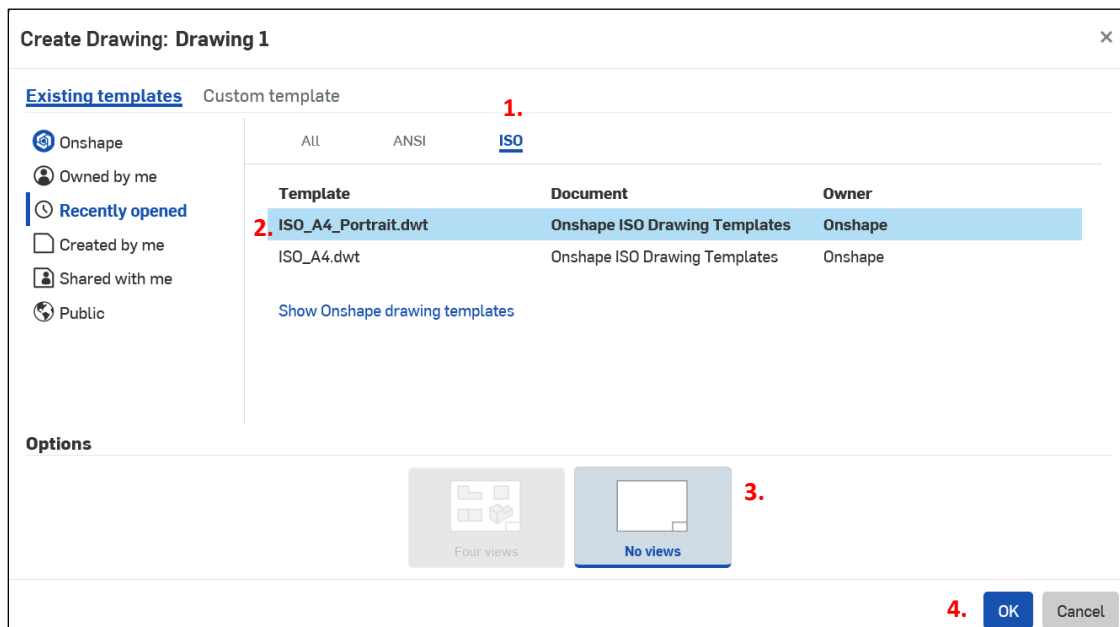 Create Drawing: Drawing 1 ×
Existing templates Custom template
1.
Onshape
Owned by me
Recently opened
Created by me
Shared with me
Public
All ANSI ISO
Template Document Owner
2. ISO_A4_Portrait.dwt Onshape ISO Drawing Templates Onshape
ISO_A4.dwt Onshape ISO Drawing Templates Onshape
Show Onshape drawing templates
Options
Four views
No views
3.
4. OK Cancel